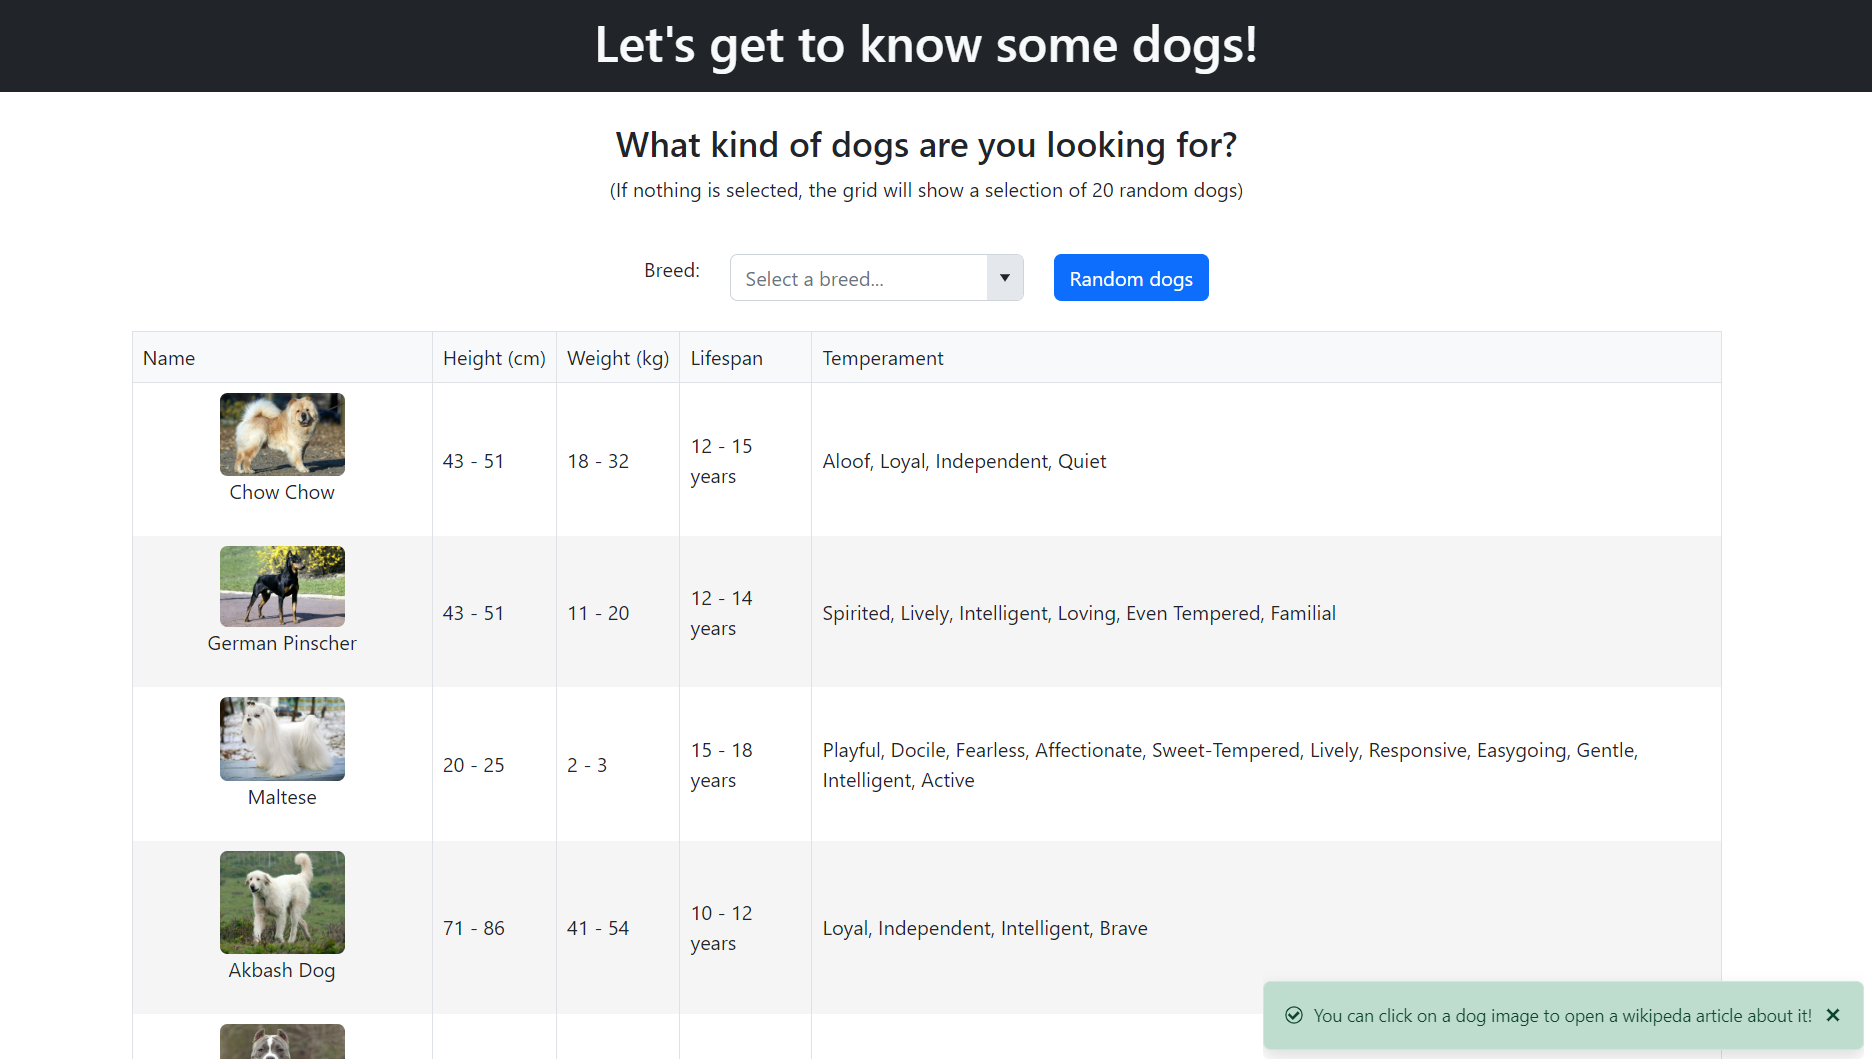 Let's get to know some dogs!
What kind of dogs are you looking for?
(If nothing is selected, the grid will show a selection of 20 random dogs)
Breed:
Select a breed...
Random dogs
Name
Height (cm)
Weight (kg)
Lifespan
Temperament
Chow Chow
43 - 51
18 - 32
12 - 15
years
Aloof, Loyal, Independent, Quiet
German Pinscher
43 - 51
11 - 20
12 - 14
years
Spirited, Lively, Intelligent, Loving, Even Tempered, Familial
Maltese
20 - 25
2 - 3
15 - 18
years
Playful, Docile, Fearless, Affectionate, Sweet-Tempered, Lively, Responsive, Easygoing, Gentle,
Intelligent, Active
Akbash Dog
71 - 86
41 - 54
10 - 12
years
Loyal, Independent, Intelligent, Brave
You can click on a dog image to open a wikipeda article about it!